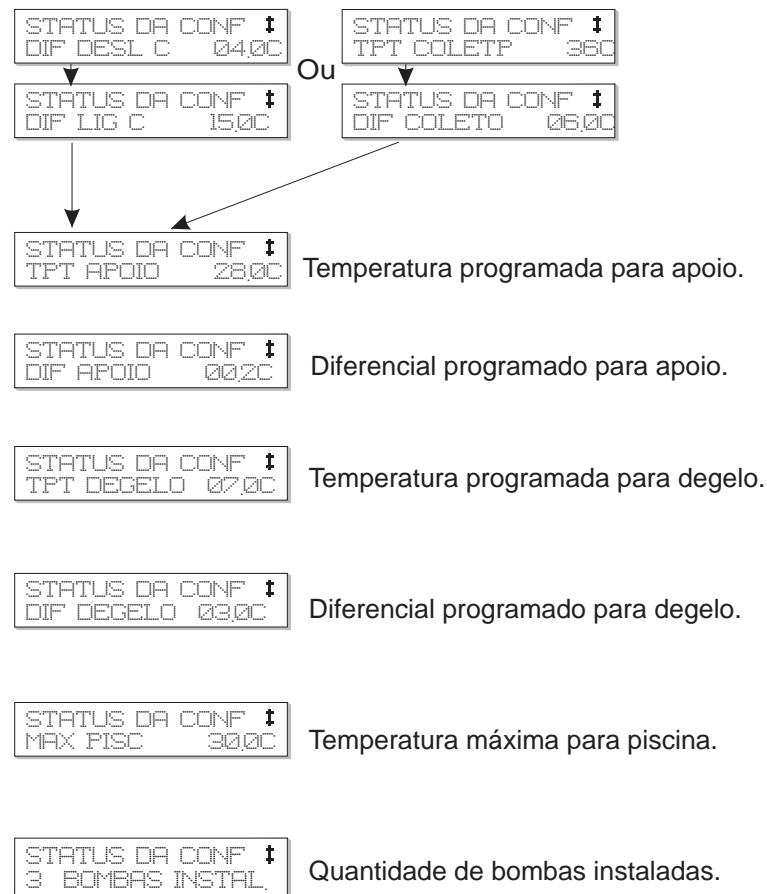 STATUS DA CONF ↕
DIF DESL C 04,0C
Ou
STATUS DA CONF ↕
TPT COLETP 36C
STATUS DA CONF ↕
DIF LIG C 15,0C
STATUS DA CONF ↕
DIF COLETO 06,0C
STATUS DA CONF ↕
TPT APOIO 28,0C
Temperatura programada para apoio.
STATUS DA CONF ↕
DIF APOIO 00,2C
Diferencial programado para apoio.
STATUS DA CONF ↕
TPT DEGELO 07,0C
Temperatura programada para degelo.
STATUS DA CONF ↕
DIF DEGELO 03,0C
Diferencial programado para degelo.
STATUS DA CONF ↕
MAX PISC 30,0C
Temperatura máxima para piscina.
STATUS DA CONF ↕
3 BOMBAS INSTAL.
Quantidade de bombas instaladas.